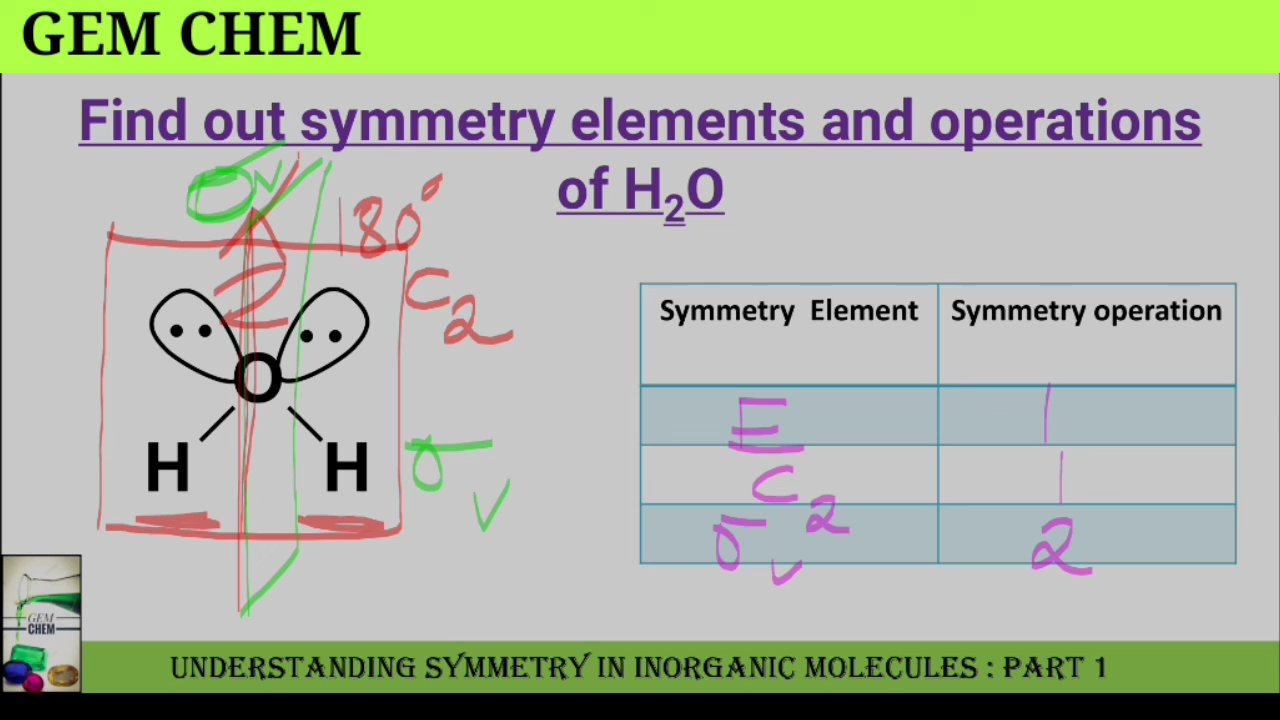 GEM CHEM
Find out symmetry elements and operations
of H₂O
σv
180°
C₂
O
H H
σv
Symmetry Element Symmetry operation
E 1
C₂ 1
σv 2
GEM
CHEM
UNDERSTANDING SYMMETRY IN INORGANIC MOLECULES : PART 1